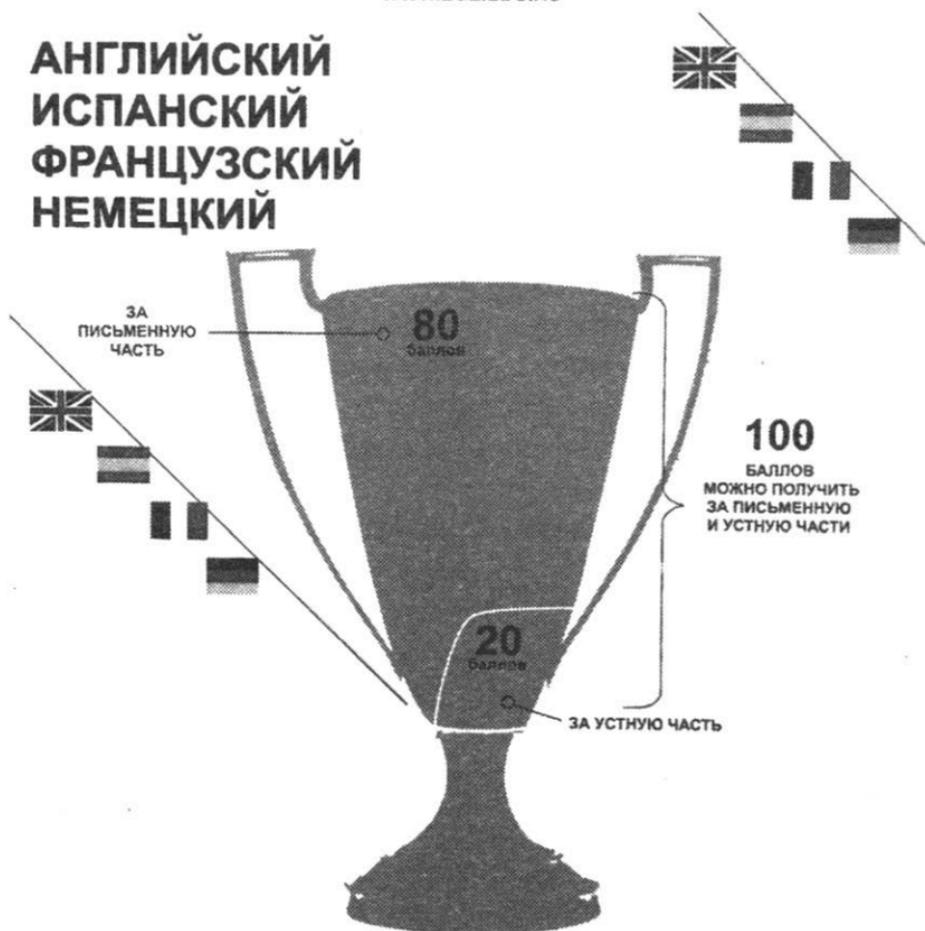 АНГЛИЙСКИЙ
ИСПАНСКИЙ
ФРАНЦУЗСКИЙ
НЕМЕЦКИЙ
ЗА
ПИСЬМЕННУЮ
ЧАСТЬ
80
баллов
100
БАЛЛОВ
МОЖНО ПОЛУЧИТЬ
ЗА ПИСЬМЕННУЮ
И УСТНУЮ ЧАСТИ
20
баллов
ЗА УСТНУЮ ЧАСТЬ